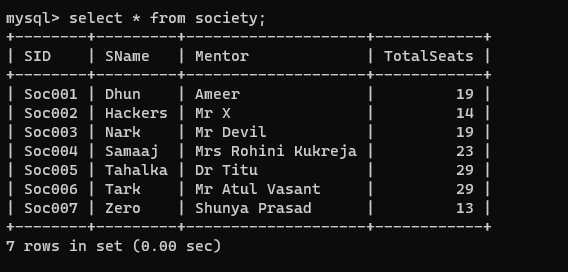 mysql> select * from society;
+--------+---------+--------------------+------------+
| SID    | SName   | Mentor             | TotalSeats |
+--------+---------+--------------------+------------+
| Soc001 | Dhun    | Ameer              |         19 |
| Soc002 | Hackers | Mr X               |         14 |
| Soc003 | Nark    | Mr Devil           |         19 |
| Soc004 | Samaaj  | Mrs Rohini Kukreja |         23 |
| Soc005 | Tahalka | Dr Titu            |         29 |
| Soc006 | Tark    | Mr Atul Vasant     |         29 |
| Soc007 | Zero    | Shunya Prasad      |         13 |
+--------+---------+--------------------+------------+
7 rows in set (0.00 sec)